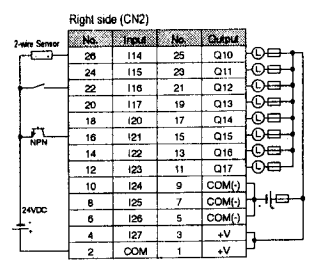 Right side (CN2)
2-wire Sensor
No. Input No. Output
26 I14 25 Q10 L
24 I15 23 Q11 L
22 I16 21 Q12 L
20 I17 19 Q13 L
18 I20 17 Q14 L
NPN
16 I21 15 Q15 L
14 I22 13 Q16 L
12 I23 11 Q17 L
10 I24 9 COM(-)
8 I25 7 COM(-)
24VDC
6 I26 5 COM(-)
4 I27 3 +V
2 COM 1 +V